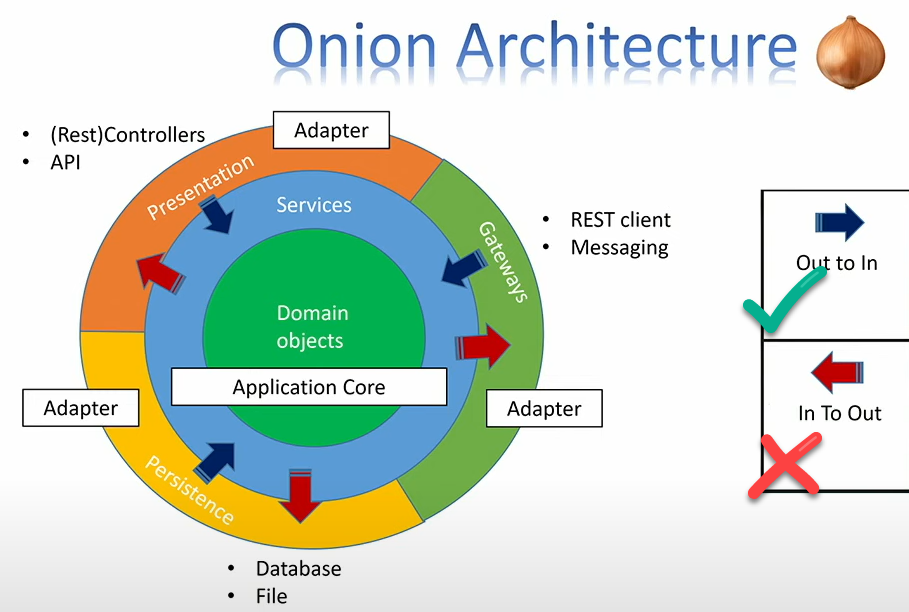 Onion Architecture
• (Rest)Controllers
• API
Adapter
Presentation
Services
Gateways
• REST client
• Messaging
Domain
objects
Application Core
Adapter
Adapter
Persistence
• Database
• File
Out to In
In To Out